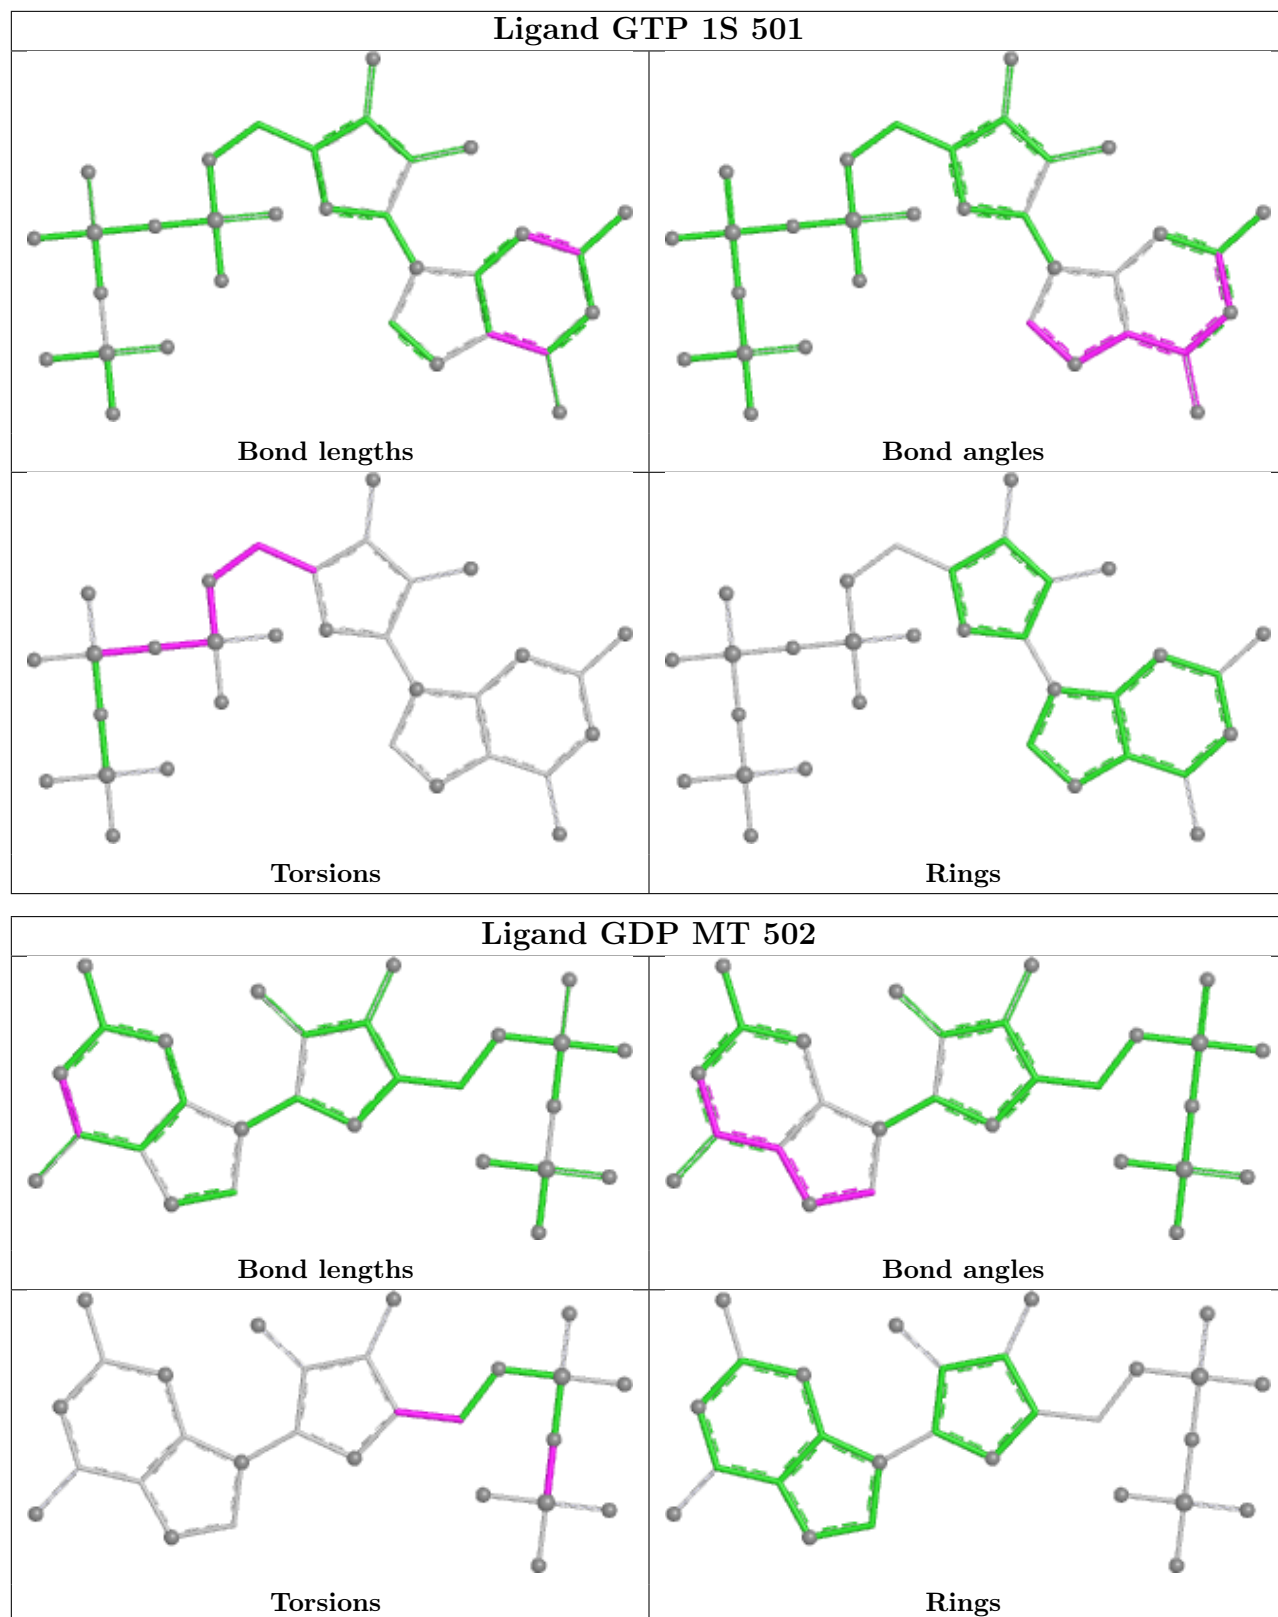 Ligand GTP 1S 501
Bond lengths
Bond angles
Torsions
Rings
Ligand GDP MT 502
Bond lengths
Bond angles
Torsions
Rings